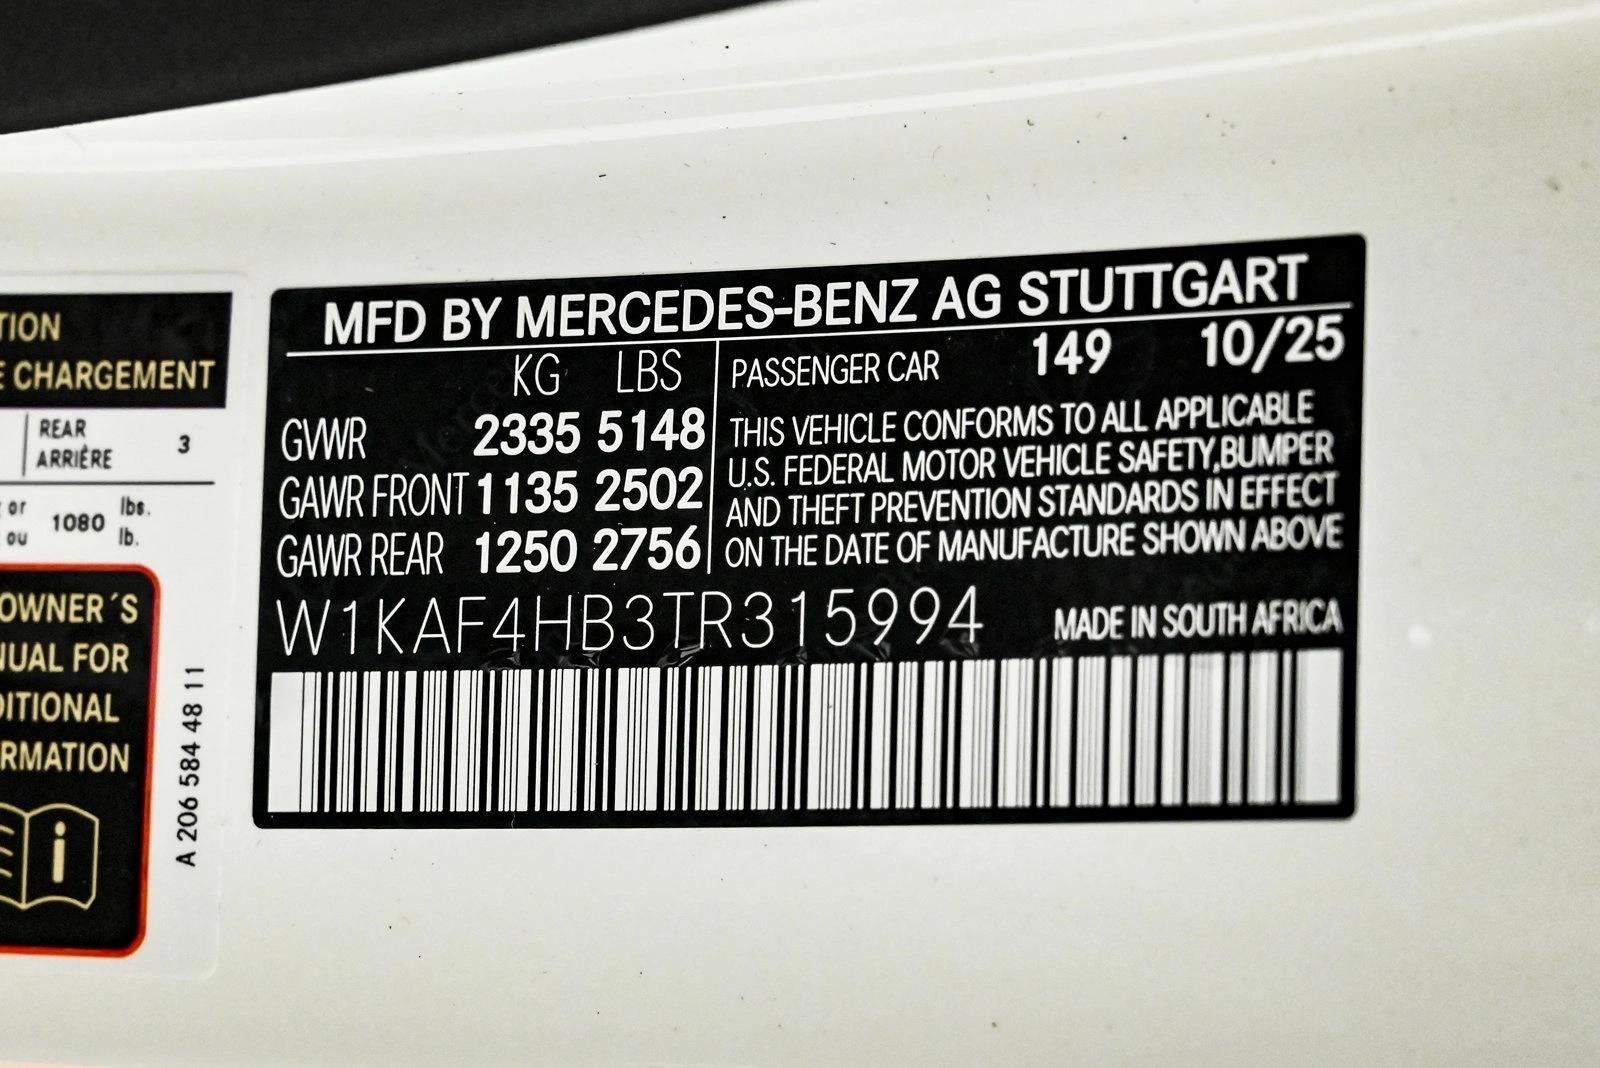 TION
E CHARGEMENT
REAR
ARRIÈRE 3
or 1080 lbs.
ou lb.
OWNER´S
NUAL FOR
DITIONAL
RMATION
i
A 206 584 48 11
MFD BY MERCEDES-BENZ AG STUTTGART
KG LBS
GVWR 2335 5148
GAWR FRONT 1135 2502
GAWR REAR 1250 2756
PASSENGER CAR 149 10/25
THIS VEHICLE CONFORMS TO ALL APPLICABLE
U.S. FEDERAL MOTOR VEHICLE SAFETY,BUMPER
AND THEFT PREVENTION STANDARDS IN EFFECT
ON THE DATE OF MANUFACTURE SHOWN ABOVE
W1KAF4HB3TR315994 MADE IN SOUTH AFRICA